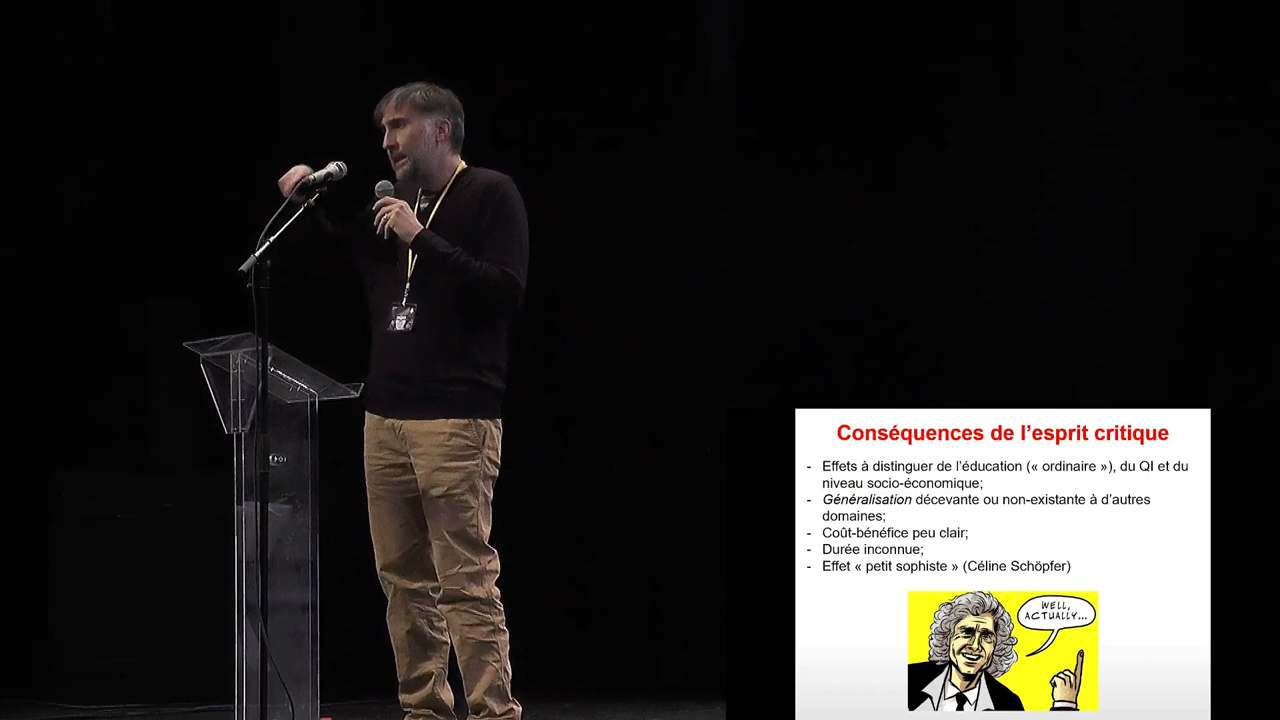 Conséquences de l'esprit critique
- Effets à distinguer de l'éducation (« ordinaire »), du QI et du
niveau socio-économique;
- Généralisation décevante ou non-existante à d'autres
domaines;
- Coût-bénéfice peu clair;
- Durée inconnue;
- Effet « petit sophiste » (Céline Schöpfer)
WELL,
ACTUALLY...